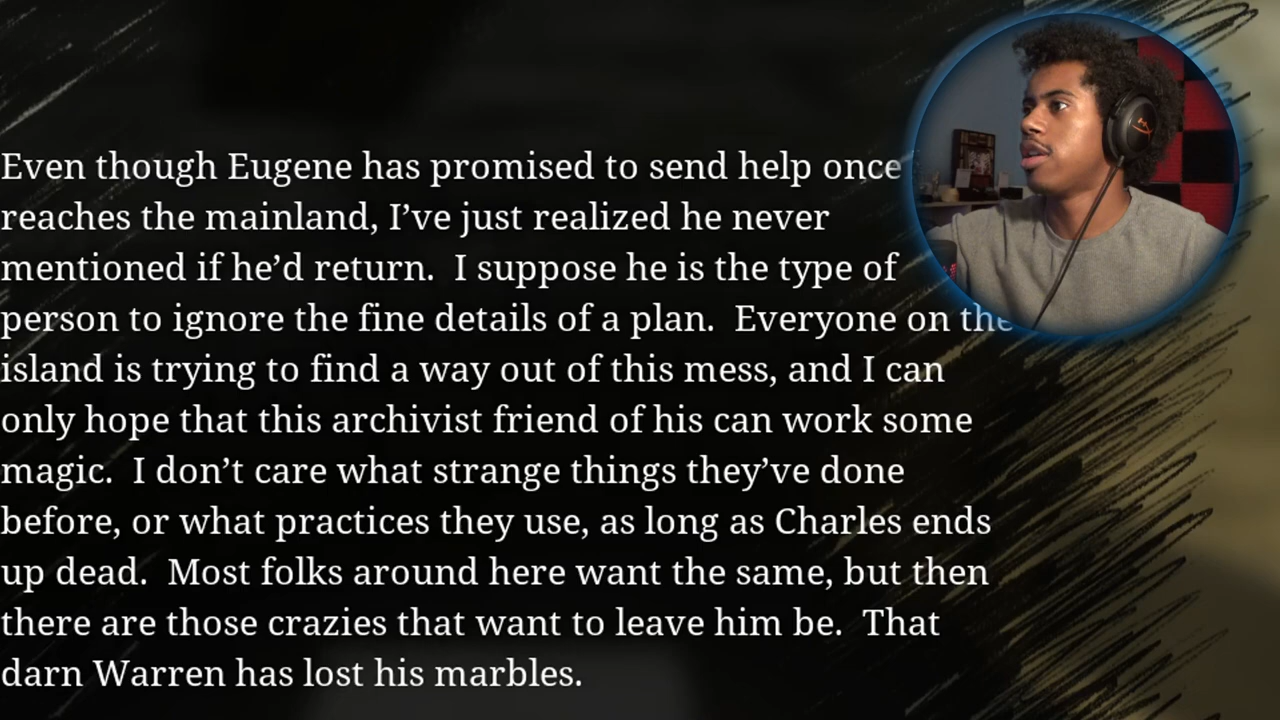 Even though Eugene has promised to send help once
reaches the mainland, I’ve just realized he never
mentioned if he’d return.  I suppose he is the type of
person to ignore the fine details of a plan.  Everyone on the
island is trying to find a way out of this mess, and I can
only hope that this archivist friend of his can work some
magic.  I don’t care what strange things they’ve done
before, or what practices they use, as long as Charles ends
up dead.  Most folks around here want the same, but then
there are those crazies that want to leave him be.  That
darn Warren has lost his marbles.